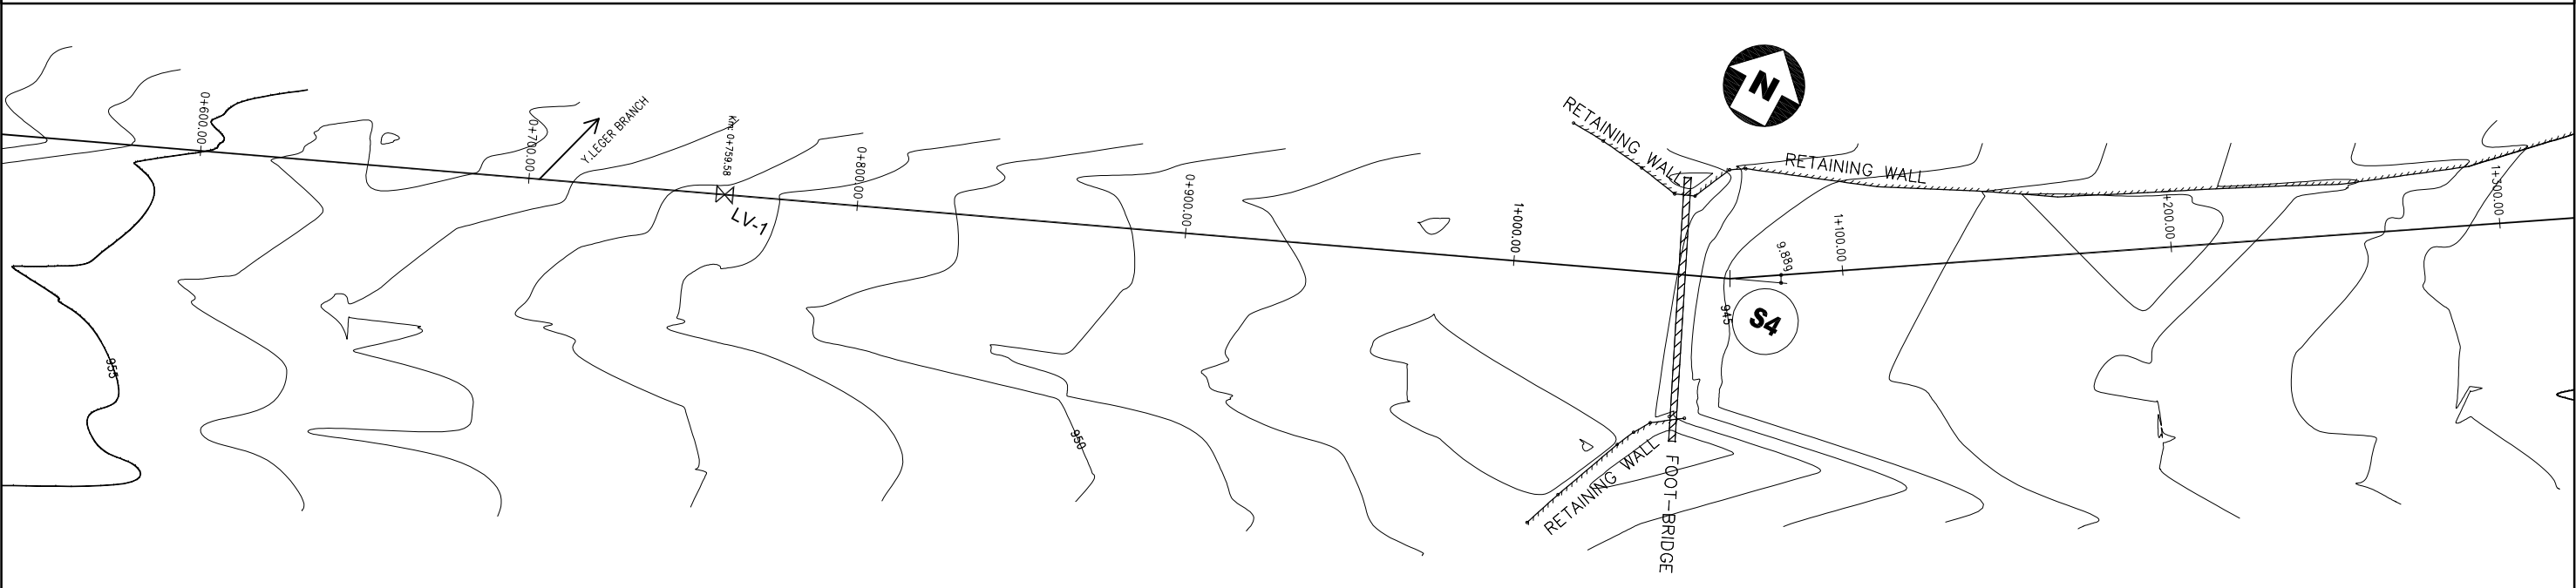 0+600.00
0+700.00
Y.LEGER BRANCH
Km: 0+759.58
LV-1
0+800.00
0+900.00
1+000.00
RETAINING WALL
N
RETAINING WALL
1+100.00
9.889
+200.00
1+300.00
945
S4
955
950
RETAINING WALL
FOOT-BRIDGE